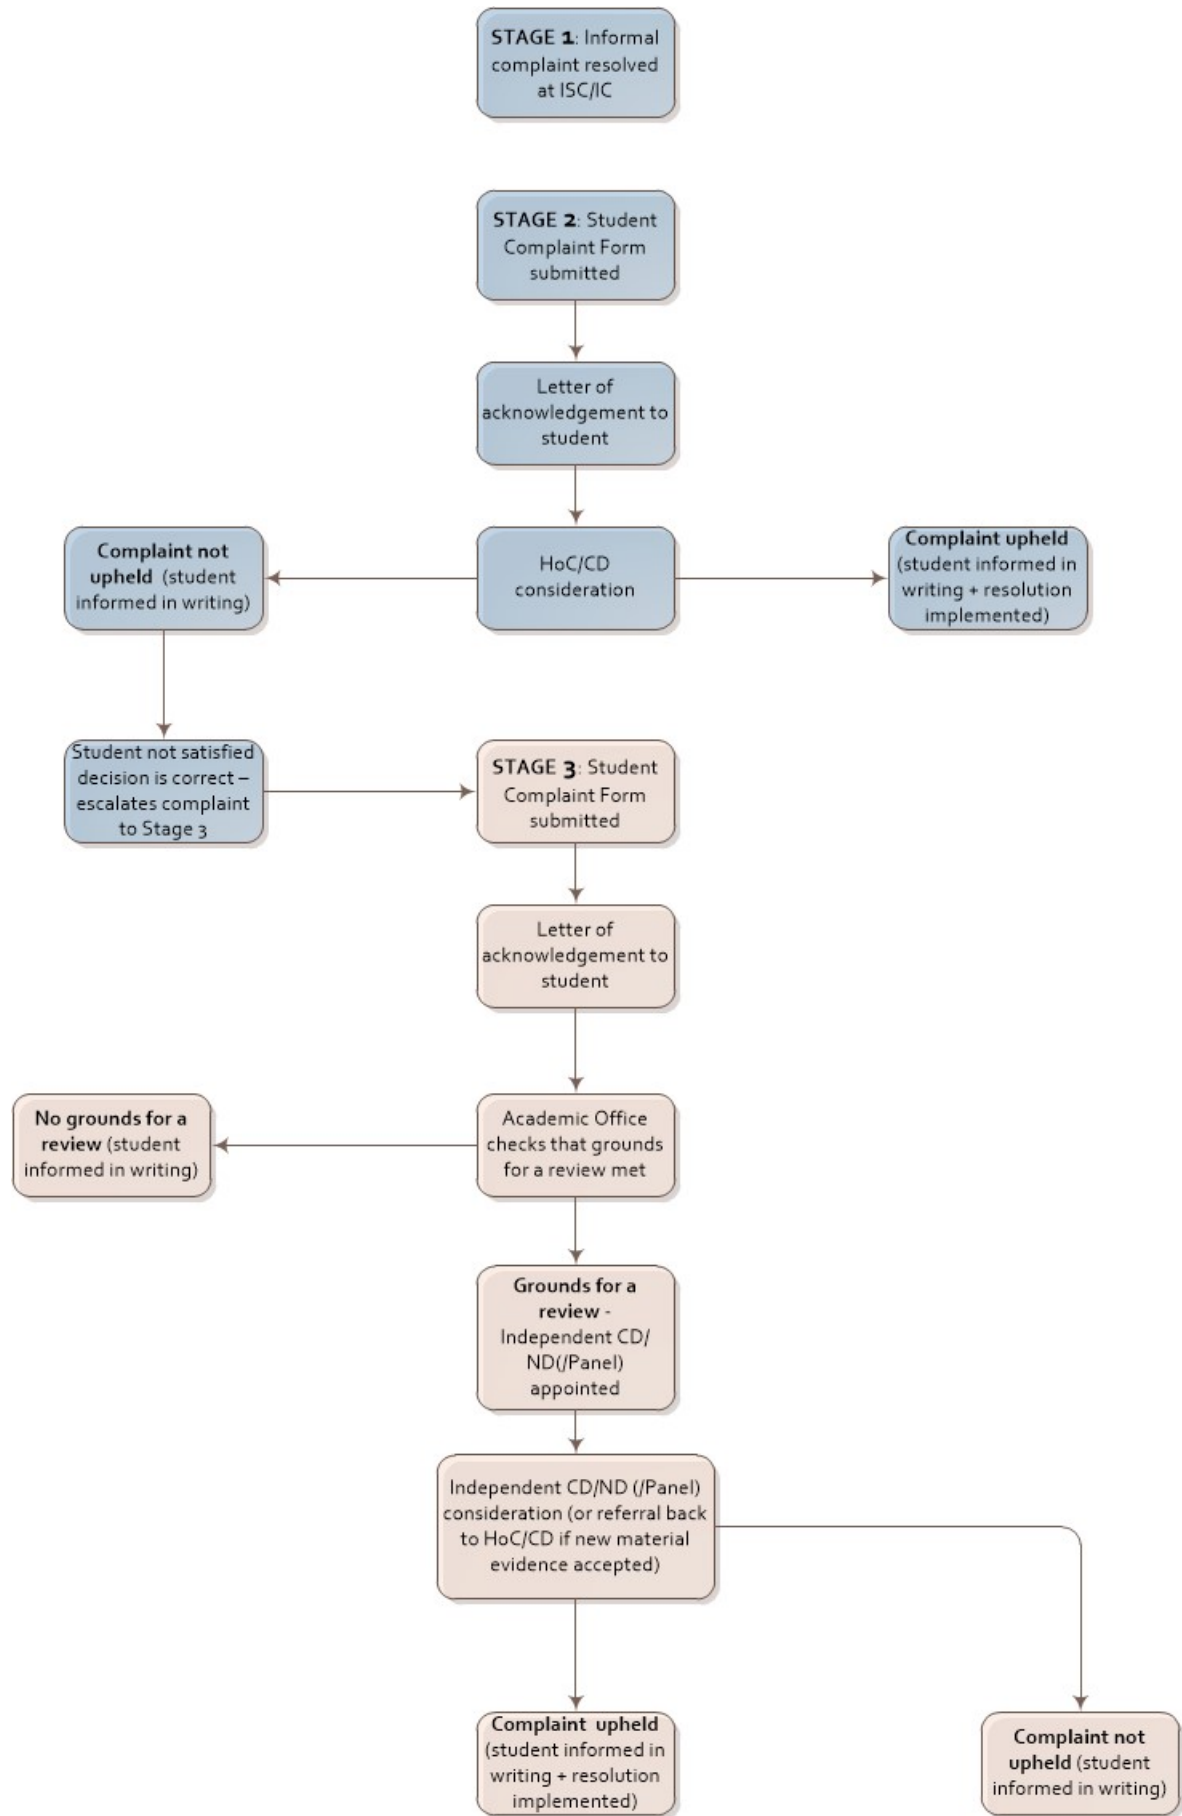 STAGE 1: Informal
complaint resolved
at ISC/IC
STAGE 2: Student
Complaint Form
submitted
Letter of
acknowledgement to
student
Complaint not
upheld (student
informed in writing)
HoC/CD
consideration
Complaint upheld
(student informed in
writing + resolution
implemented)
Student not satisfied
decision is correct –
escalates complaint
to Stage 3
STAGE 3: Student
Complaint Form
submitted
Letter of
acknowledgement to
student
No grounds for a
review (student
informed in writing)
Academic Office
checks that grounds
for a review met
Grounds for a
review -
Independent CD/
ND(/Panel)
appointed
Independent CD/ND (/Panel)
consideration (or referral back
to HoC/CD if new material
evidence accepted)
Complaint upheld
(student informed in
writing + resolution
implemented)
Complaint not
upheld (student
informed in writing)